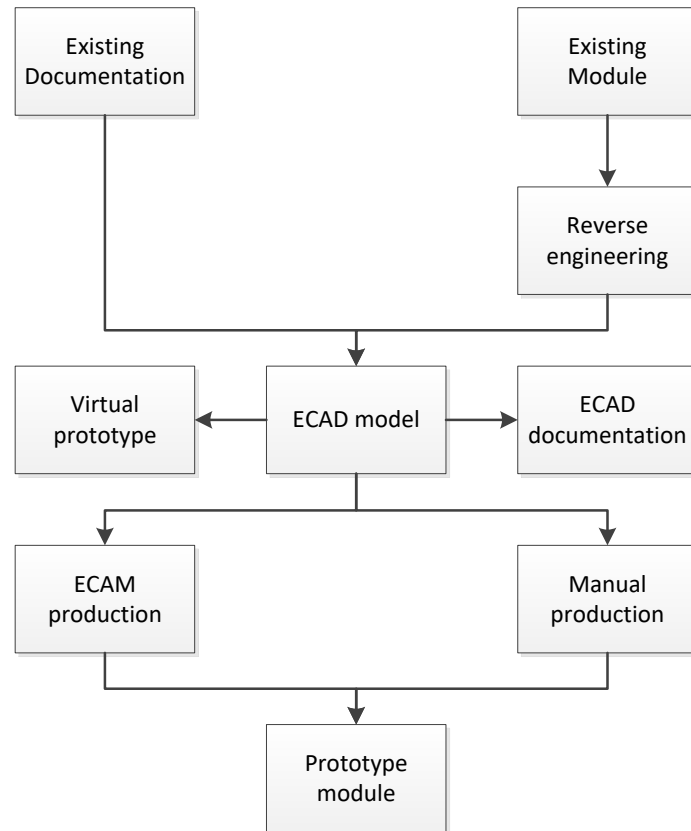 Existing
Documentation
Existing
Module
Reverse
engineering
Virtual
prototype
ECAD model
ECAD
documentation
ECAM
production
Manual
production
Prototype
module